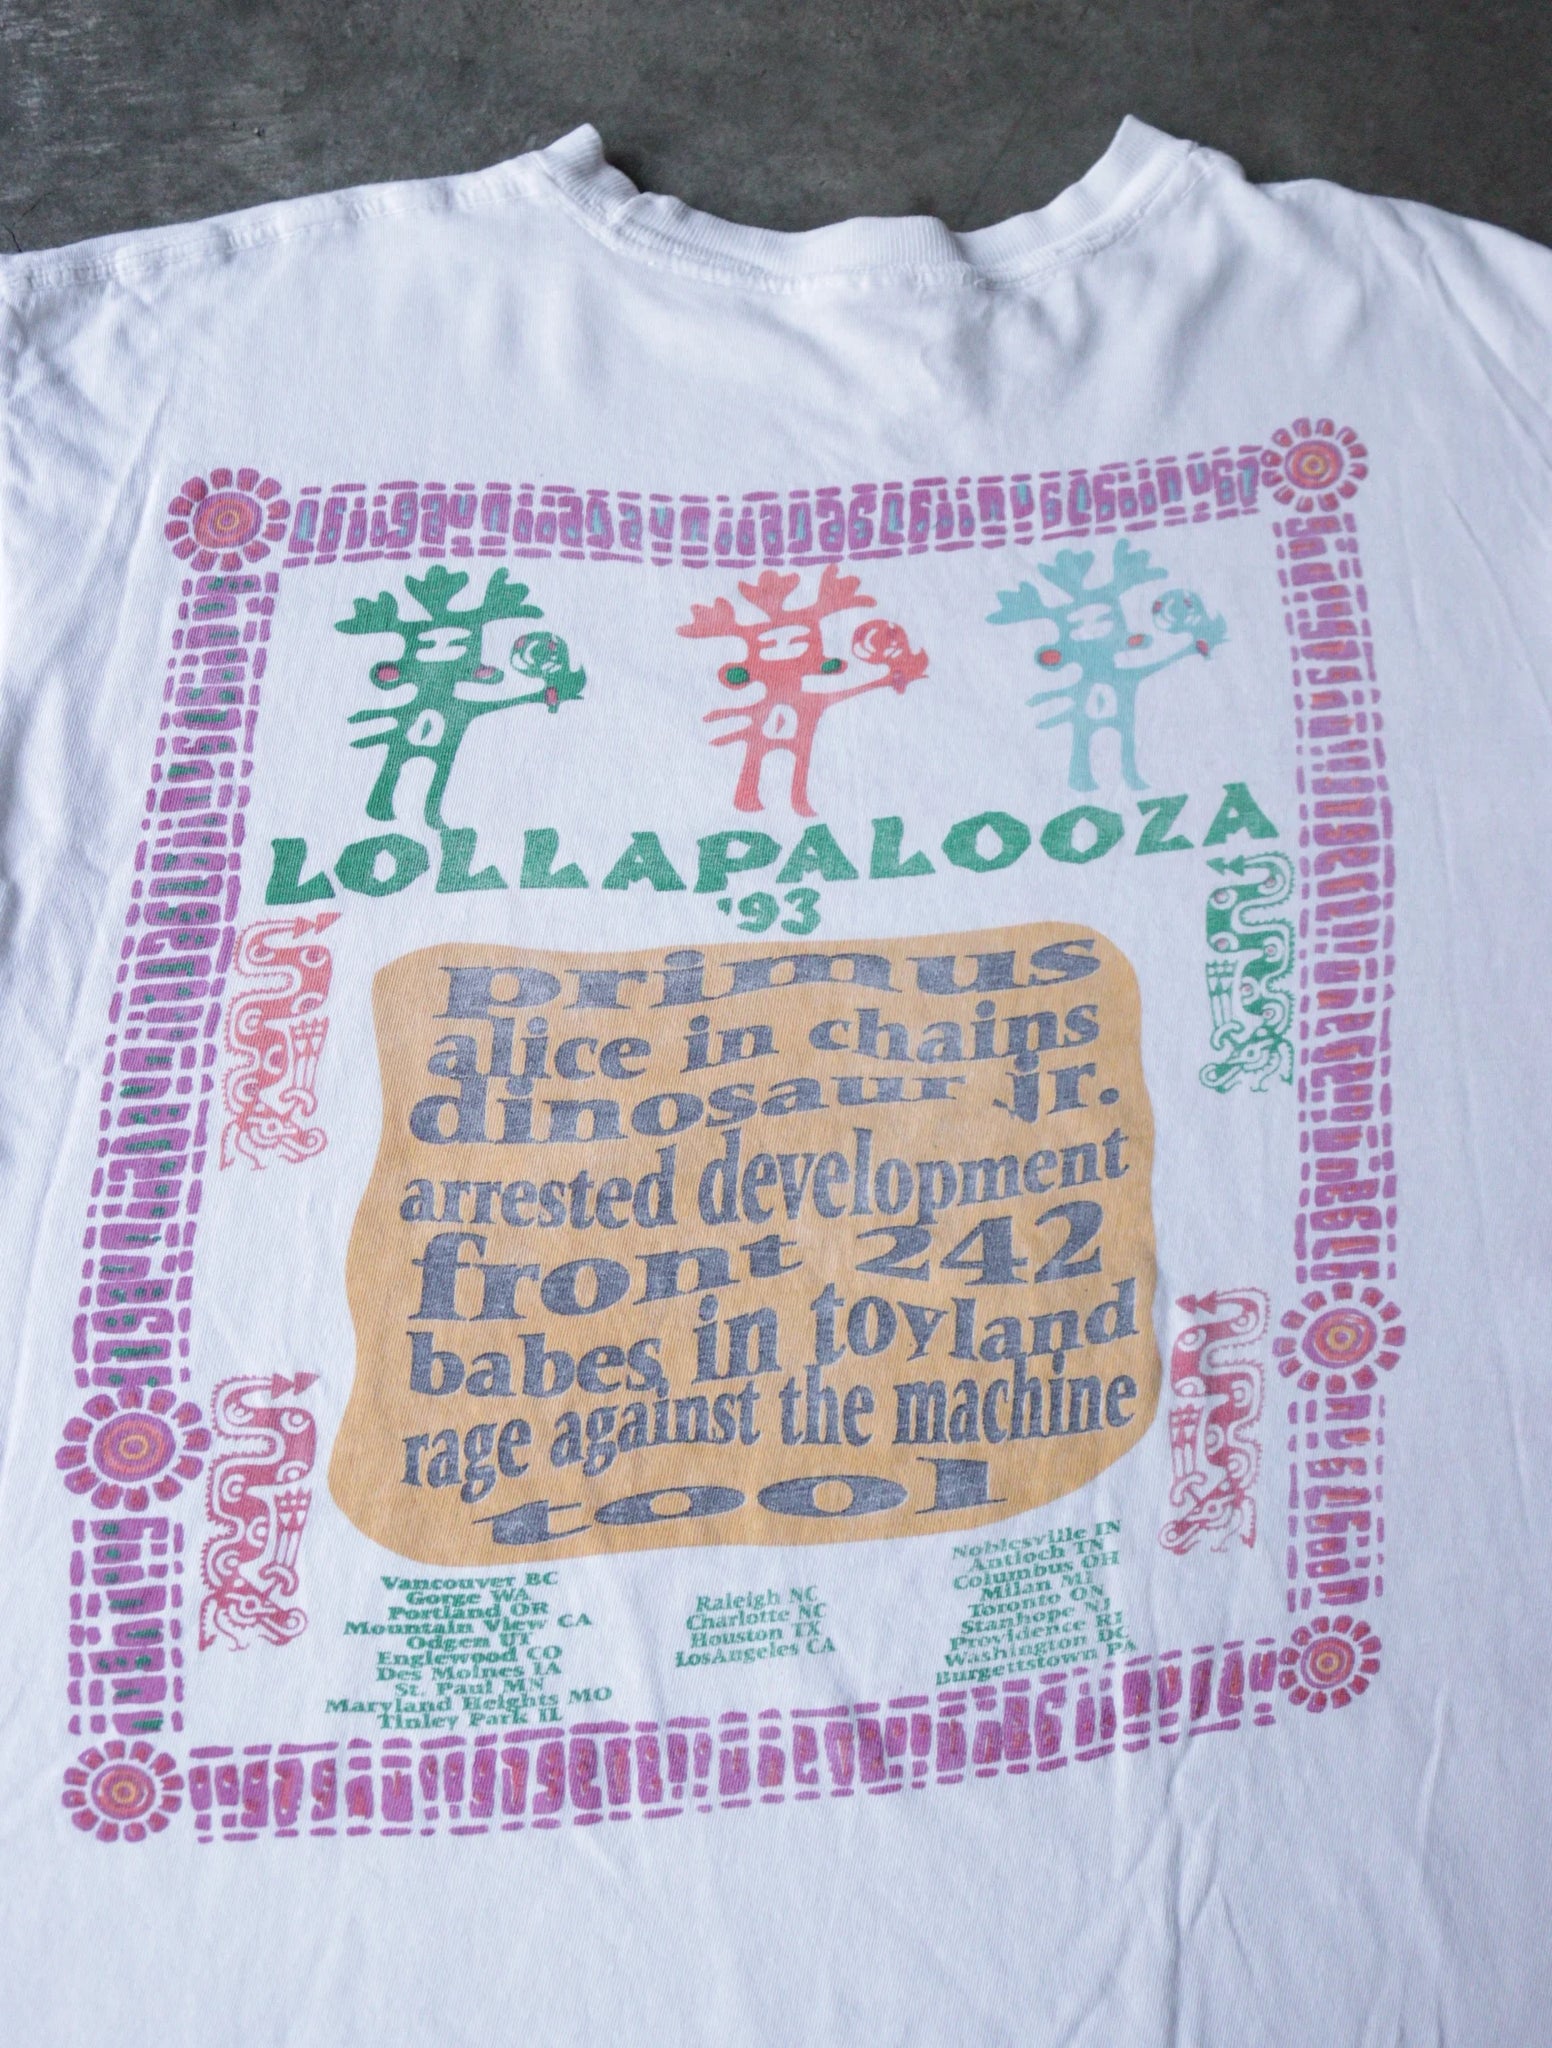 LOLLAPALOOZA
'93
primus
alice in chains
dinosaur jr.
arrested development
front 242
babes in toyland
rage against the machine
tool
Vancouver BC
Gorge WA
Portland OR
Mountain View CA
Odgen UT
Englewood CO
Des Moines IA
St. Paul MN
Maryland Heights MO
Tinley Park IL
Raleigh NC
Charlotte NC
Houston TX
LosAngeles CA
Noblesville IN
Antioch TN
Columbus OH
Milan MI
Toronto ON
Stanhope NJ
Providence RI
Washington DC
Burgettstown PA